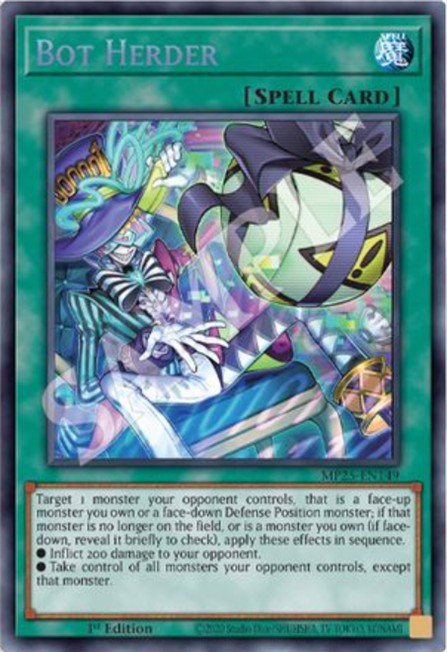 BOT HERDER
[SPELL CARD]
SAMPLE
MP25-EN149
Target 1 monster your opponent controls, that is a face-up
monster you own or a face-down Defense Position monster; if that
monster is no longer on the field, or is a monster you own (if face-
down, reveal it briefly to check), apply these effects in sequence.
● Inflict 200 damage to your opponent.
● Take control of all monsters your opponent controls, except
that monster.
1st Edition
©2020 Studio Dice/SHUEISHA, TV TOKYO, KONAMI